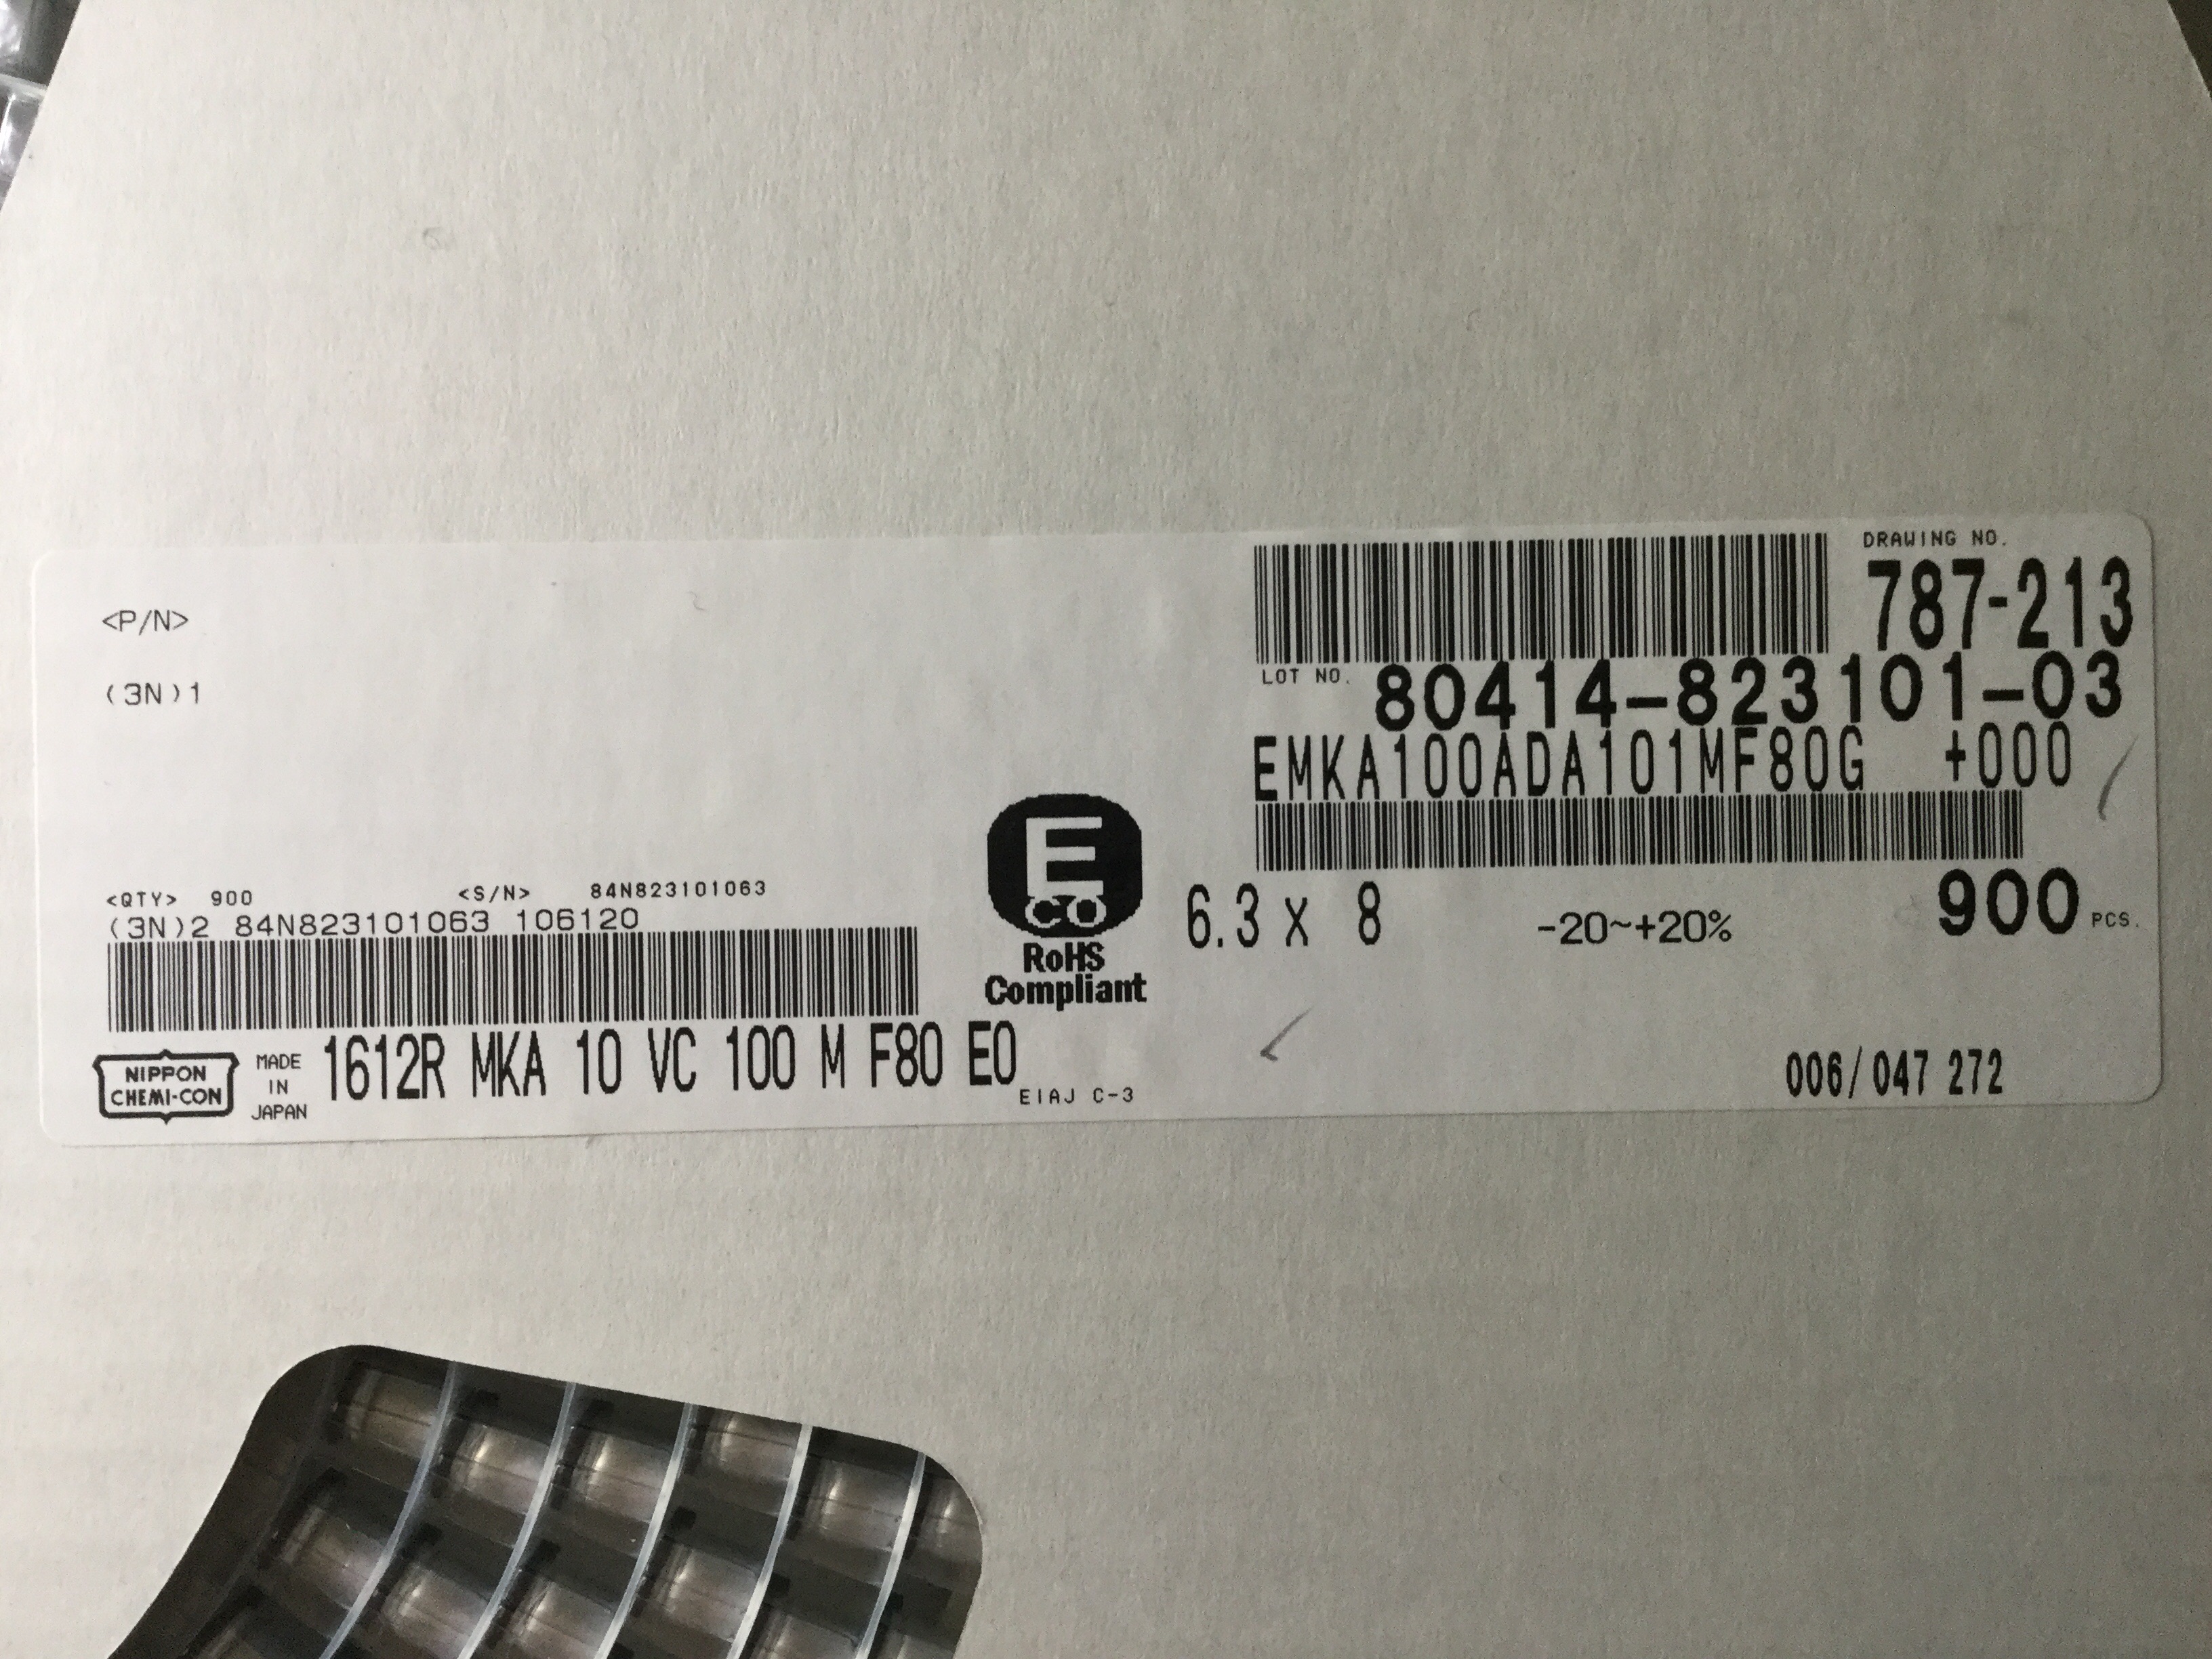 <P/N>
(3N)1
<QTY> 900 <S/N> 84N823101063
(3N)2 84N823101063 106120
NIPPON
CHEMI-CON
MADE
IN
JAPAN
1612R MKA 10 VC 100 M F80 E0
EIAJ C-3
E
CO
RoHS
Compliant
DRAWING NO.
787-213
LOT NO. 80414-823101-03
EMKA100ADA101MF80G +000
6.3 x 8 -20~+20% 900 PCS.
006/047 272